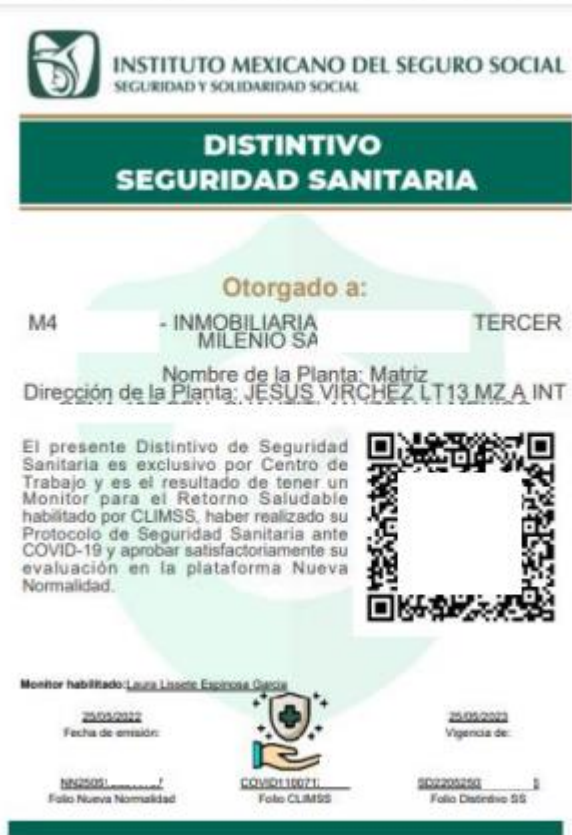 INSTITUTO MEXICANO DEL SEGURO SOCIAL
SEGURIDAD Y SOLIDARIDAD SOCIAL
DISTINTIVO
SEGURIDAD SANITARIA
Otorgado a:
M4 - INMOBILIARIA TERCER
MILENIO SA
Nombre de la Planta: Matriz
Dirección de la Planta: JESUS VIRCHEZ LT13 MZ A INT
El presente Distintivo de Seguridad
Sanitaria es exclusivo por Centro de
Trabajo y es el resultado de tener un
Monitor para el Retorno Saludable
habilitado por CLIMSS, haber realizado su
Protocolo de Seguridad Sanitaria ante
COVID-19 y aprobar satisfactoriamente su
evaluación en la plataforma Nueva
Normalidad.
Monitor habilitado: Laura Lissete Espinosa Garcia
25/05/2022 25/05/2023
Fecha de emisión: Vigencia de:
NN2505 COVID110071 SD2205250
Folio Nueva Normalidad Folio CLIMSS Folio Distintivo SS